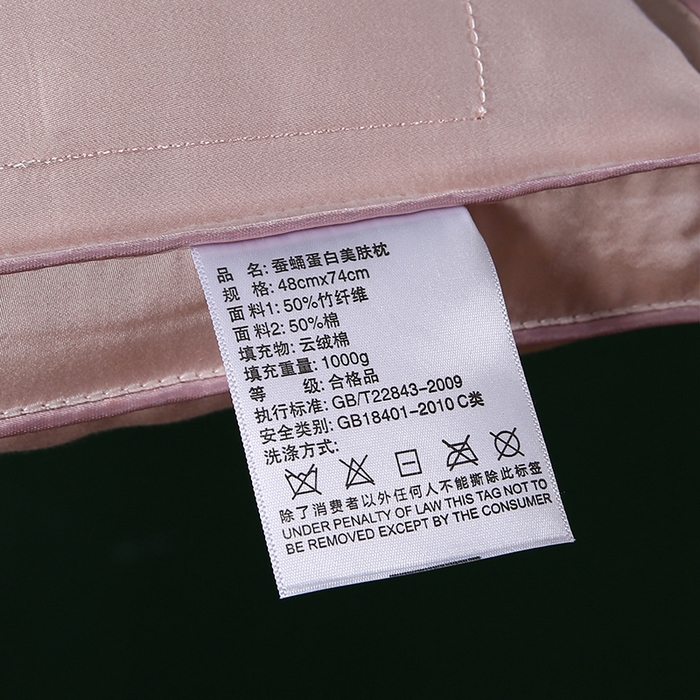 品 名: 蚕蛹蛋白美肤枕
规 格: 48cmx74cm
面 料1: 50%竹纤维
面 料2: 50%棉
填充物: 云绒棉
填充重量: 1000g
等 级: 合格品
执行标准: GB/T22843-2009
安全类别: GB18401-2010 C类
洗涤方式:
除了消费者以外任何人不能撕除此标签
UNDER PENALTY OF LAW THIS TAG NOT TO
BE REMOVED EXCEPT BY THE CONSUMER